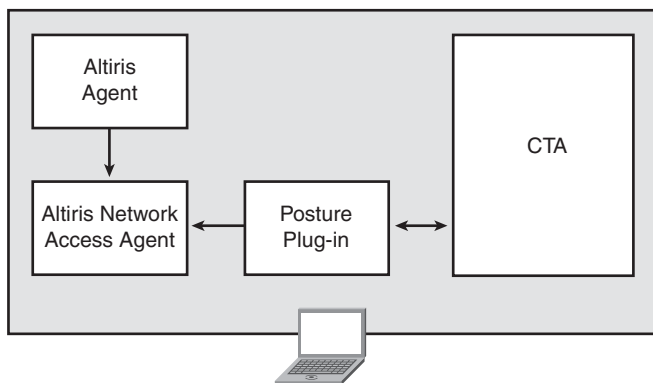 Altiris
Agent
CTA
Altiris Network
Access Agent
Posture
Plug-in